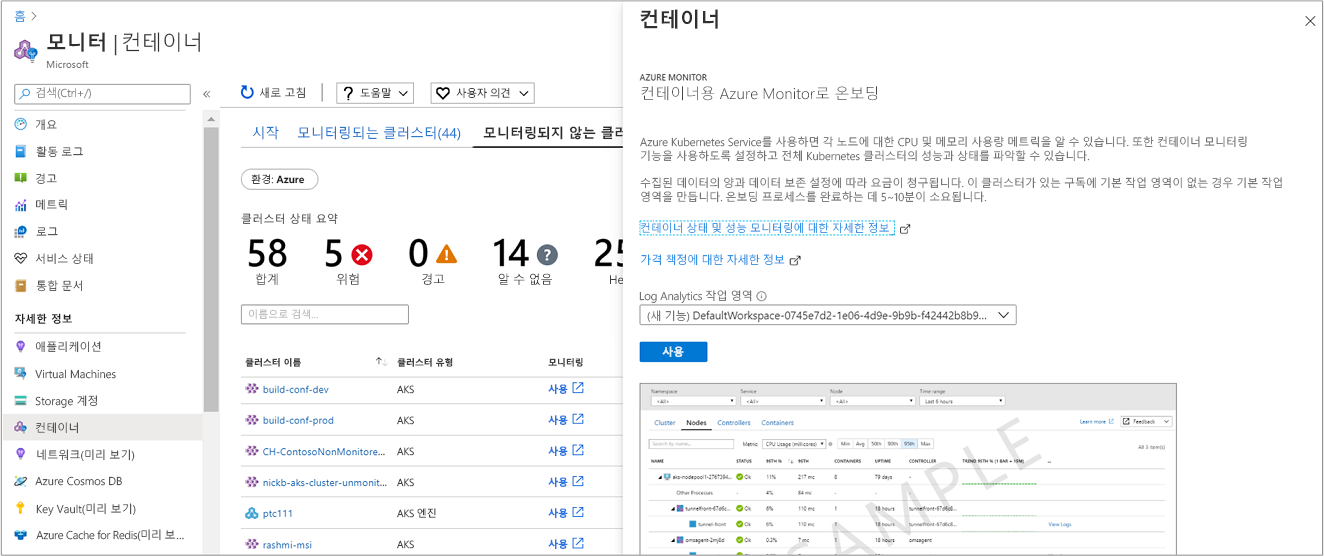 홈 >
모니터 | 컨테이너
Microsoft
검색(Ctrl+/)
«
개요
활동 로그
경고
메트릭
로그
서비스 상태
통합 문서
자세한 정보
애플리케이션
Virtual Machines
Storage 계정
컨테이너
네트워크(미리 보기)
Azure Cosmos DB
Key Vault(미리 보기)
Azure Cache for Redis(미리 보...
새로 고침
도움말
사용자 의견
시작 모니터링되는 클러스터(44) 모니터링되지 않는 클러
환경: Azure
클러스터 상태 요약
58 5 0 14 25
합계 위험 경고 알 수 없음 He
이름으로 검색...
클러스터 이름 클러스터 유형 모니터링
build-conf-dev AKS 사용
build-conf-prod AKS 사용
CH-ContosoNonMonitore... AKS 사용
nickb-aks-cluster-unmonit... AKS 사용
ptc111 AKS 엔진 사용
rashmi-msi AKS 사용
컨테이너
AZURE MONITOR
컨테이너용 Azure Monitor로 온보딩
Azure Kubernetes Service를 사용하면 각 노드에 대한 CPU 및 메모리 사용량 메트릭을 알 수 있습니다. 또한 컨테이너 모니터링
기능을 사용하도록 설정하고 전체 Kubernetes 클러스터의 성능과 상태를 파악할 수 있습니다.
수집된 데이터의 양과 데이터 보존 설정에 따라 요금이 청구됩니다. 이 클러스터가 있는 구독에 기본 작업 영역이 없는 경우 기본 작업
영역을 만듭니다. 온보딩 프로세스를 완료하는 데 5~10분이 소요됩니다.
컨테이너 상태 및 성능 모니터링에 대한 자세한 정보
가격 책정에 대한 자세한 정보
Log Analytics 작업 영역
(새 기능) DefaultWorkspace-0745e7d2-1e06-4d9e-9b9b-f42442b8b9...
사용
Namespace Service Node Time range
<All> <All> <All> Last 6 hours
Cluster Nodes Controllers Containers Learn more Feedback
Search by name... Metric CPU Usage (millicores) Min Avg 50th 90th 95th Max
All 3 item(s)
NAME STATUS 95TH % 95TH CONTAINERS UPTIME CONTROLLER TREND 95TH % (1 BAR = 15M)
aks-nodepool1-2767394... Ok 11% 217 mc 8 79 days -
Other Processes - 4% 84 mc - - -
tunnelfront-67d6c... Ok 6% 110 mc 1 18 hours tunnelfront-67d6c8...
tunnel-front Ok 6% 110 mc 1 18 hours tunnelfront-67d6c8... View Logs
omsagent-2mj8d Ok 0.3% 7 mc 1 18 hours omsagent
SAMPLE